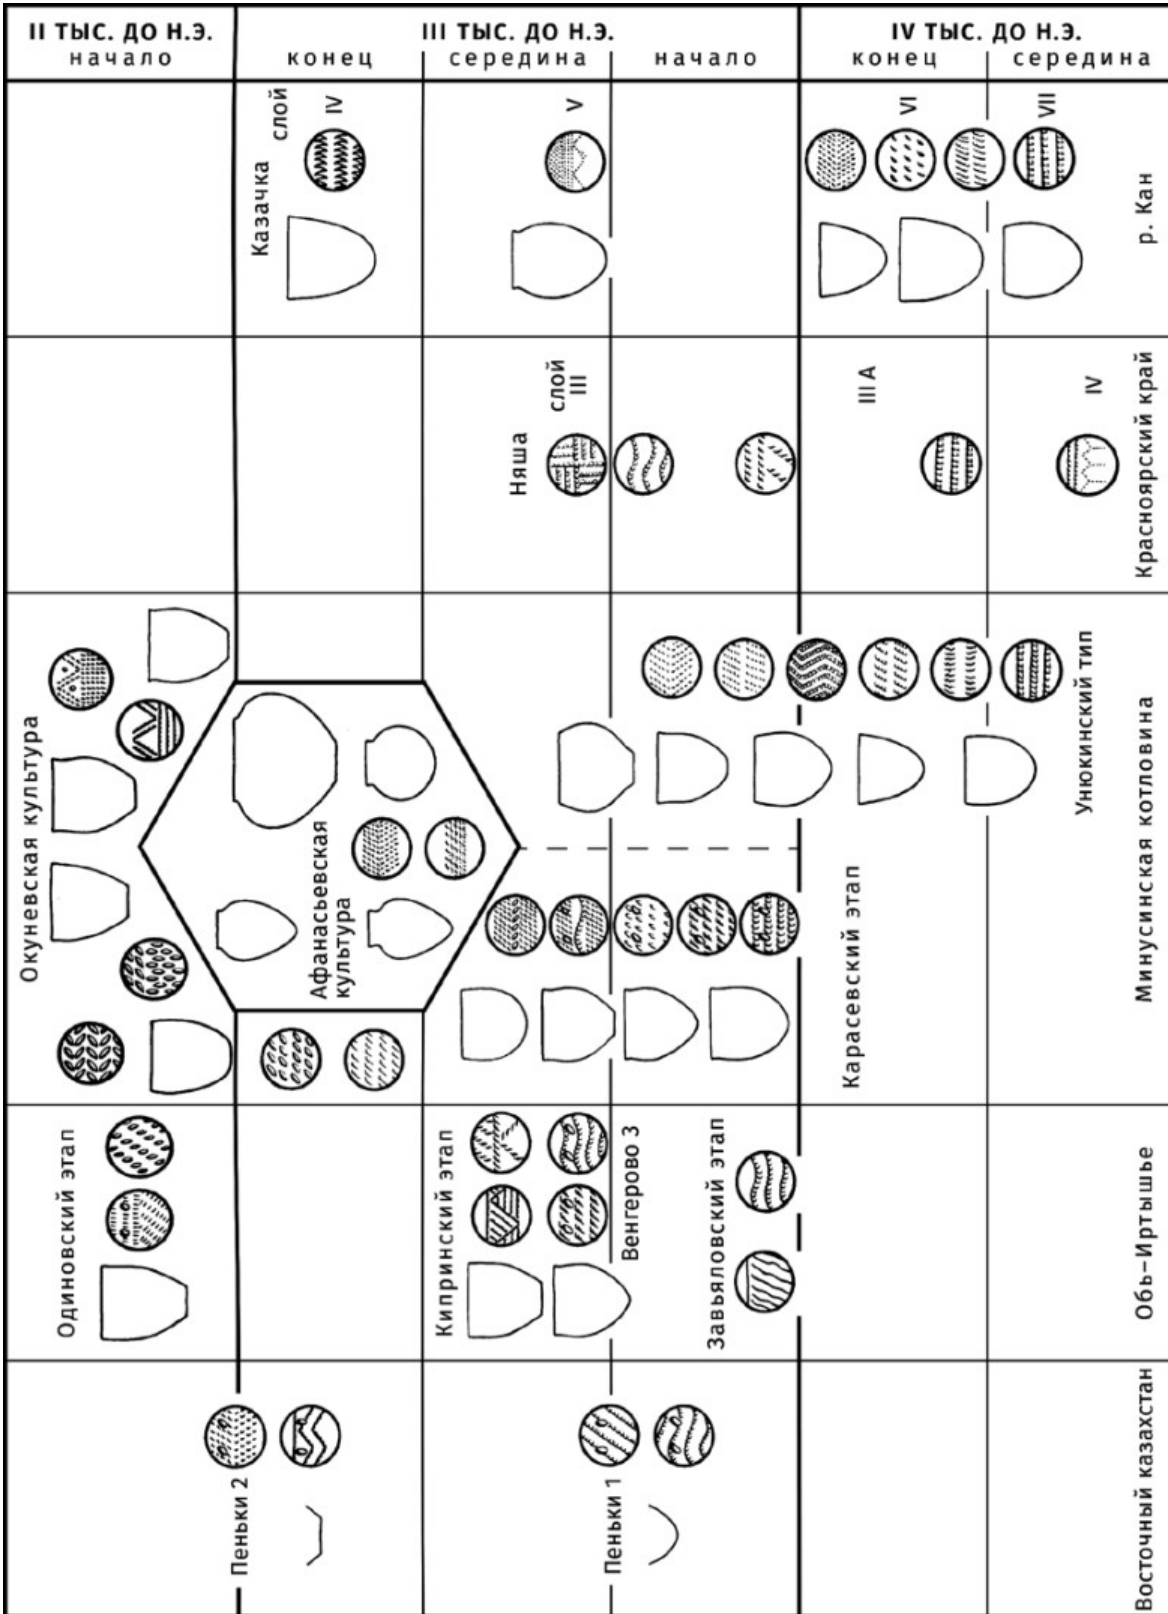 II ТЫС. ДО Н.Э.
начало
III ТЫС. ДО Н.Э.
конец
середина
начало
IV ТЫС. ДО Н.Э.
конец
середина
Казачка
слой
IV
V
VI
VII
р. Кан
Няша
слой
III
III А
IV
Красноярский край
Окуневская культура
Афанасьевская
культура
Карасевский этап
Унюкинский тип
Минусинская котловина
Одиновский этап
Кипринский этап
Венгерово 3
Завьяловский этап
Обь–Иртышье
Пеньки 2
Пеньки 1
Восточный казахстан